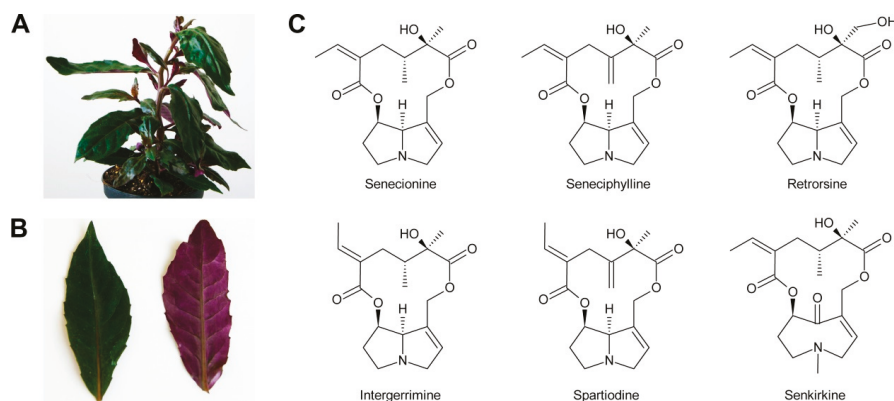 A
B
C
HO
O
O
O
O
H
N
Senecionine
HO
O
O
O
O
H
N
Seneciphylline
HO
OH
O
O
O
O
H
N
Retrorsine
HO
O
O
O
O
H
N
Intergerrimine
HO
O
O
O
O
H
N
Spartiodine
HO
O
O
O
O
O
N
Senkirkine